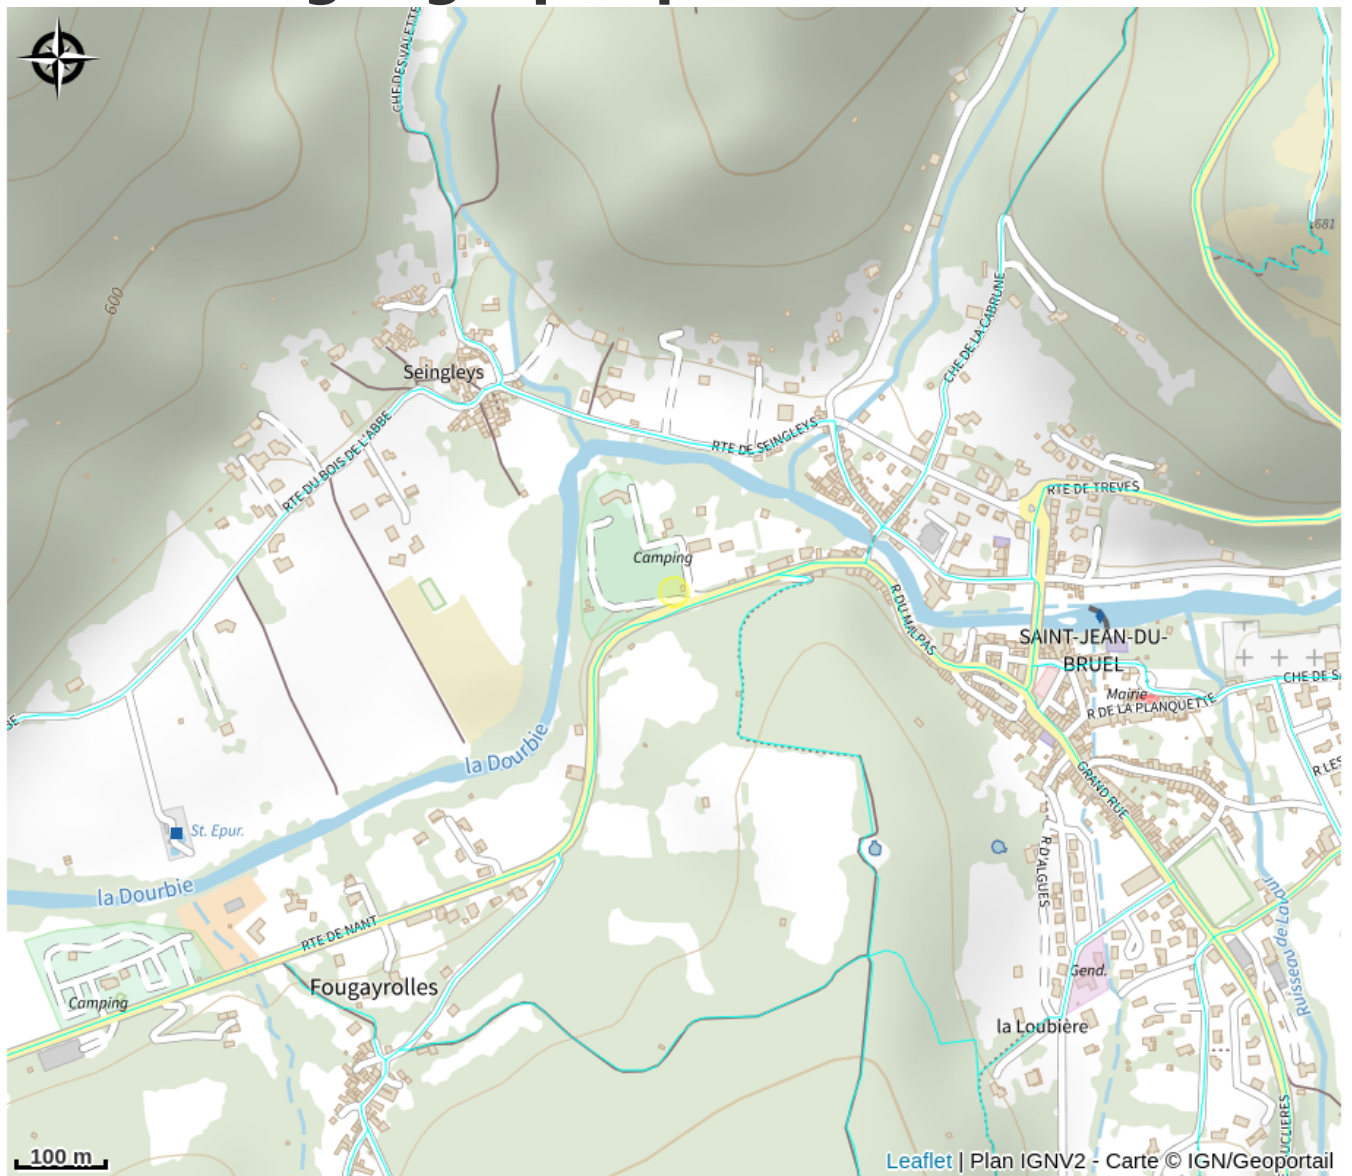 CHE DES VALETTE
600
681
Seingleys
CHE DE LA CABRUNE
RTE DU BOIS DE L'ABBE
RTE DE SEINGLEYS
RTE DE TREVES
Camping
R DU MALPAS
SAINT-JEAN-DU-
BRUEL
Mairie
CHE DE S
R DE LA PLANQUETTE
la Dourbie
GRAND RUE
R LES
St. Epur.
la Dourbie
R D'ALGUES
RTE DE NANT
Ruisseau de Lavaur
Gend.
Fougayrolles
Camping
la Loubière
UCLIERES
100 m
Leaflet | Plan IGNV2 - Carte © IGN/Geoportail